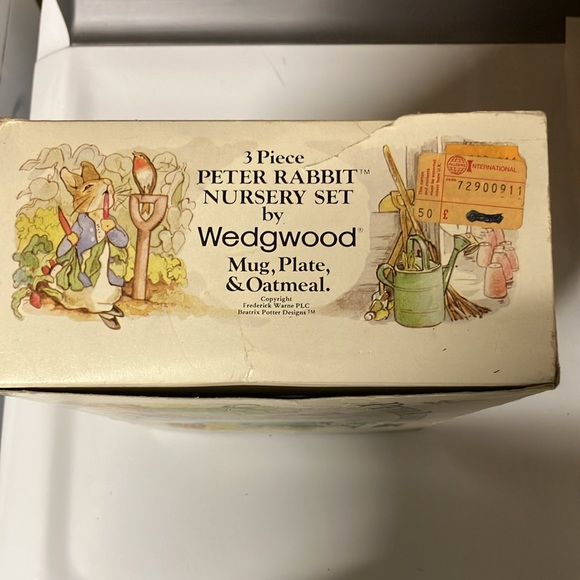 3 Piece
PETER RABBIT™
NURSERY SET
by
Wedgwood®
Mug, Plate,
& Oatmeal.
Copyright
Frederick Warne PLC
Beatrix Potter Designs™
INTERNATIONAL
72900911
50 £